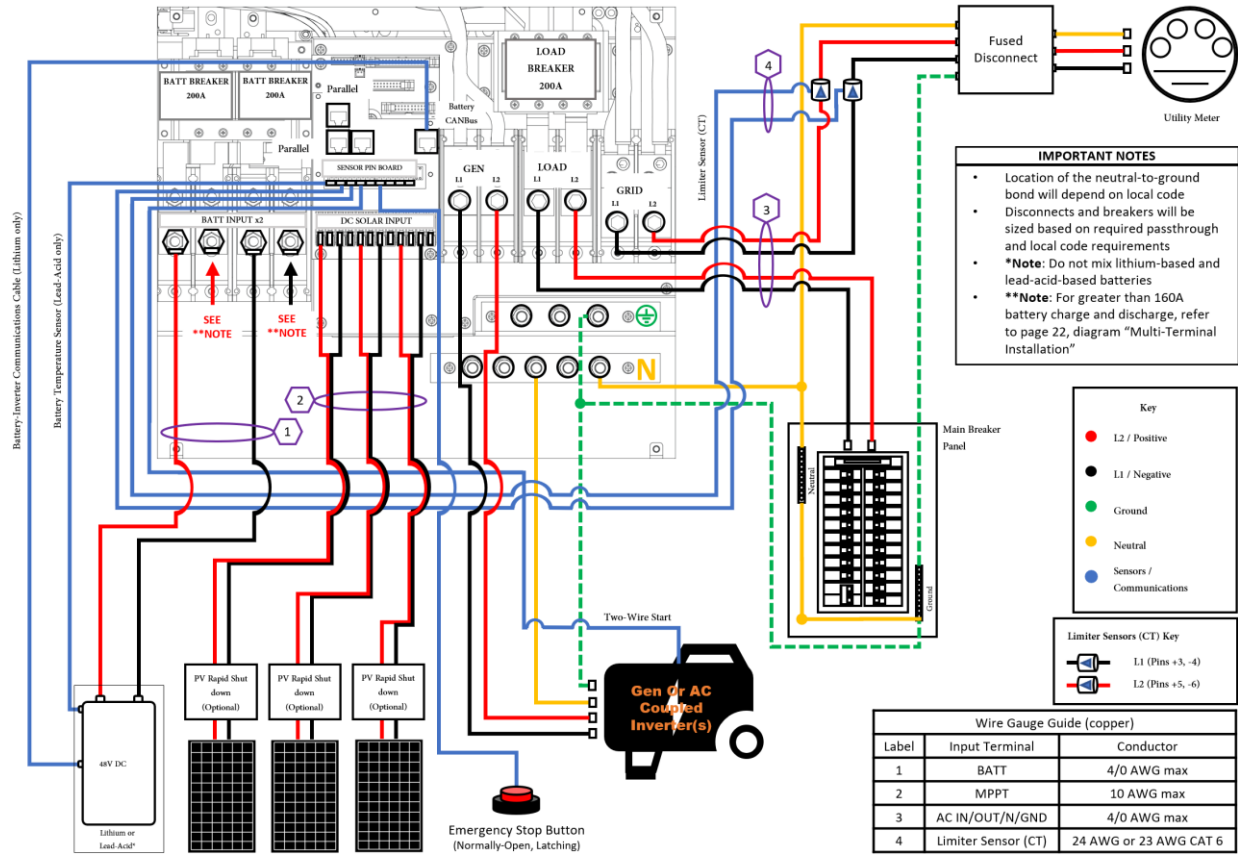 BATT BREAKER
200A
BATT BREAKER
200A
LOAD
BREAKER
200A
Parallel
Parallel
Battery
CANBus
SENSOR PIN BOARD
GEN
L1
L2
LOAD
L1
L2
GRID
L1
L2
BATT INPUT x2
DC SOLAR INPUT
SEE
**NOTE
SEE
**NOTE
N
1
2
3
4
Limiter Sensor (CT)
Battery-Inverter Communications Cable (Lithium only)
Battery Temperature Sensor (Lead-Acid only)
Fused
Disconnect
Utility Meter
IMPORTANT NOTES
• Location of the neutral-to-ground
bond will depend on local code
• Disconnects and breakers will be
sized based on required passthrough
and local code requirements
• *Note: Do not mix lithium-based and
lead-acid-based batteries
• **Note: For greater than 160A
battery charge and discharge, refer
to page 22, diagram “Multi-Terminal
Installation”
Key
L2 / Positive
L1 / Negative
Ground
Neutral
Sensors /
Communications
Limiter Sensors (CT) Key
L1 (Pins +3, -4)
L2 (Pins +5, -6)
Main Breaker
Panel
Neutral
Ground
Two-Wire Start
Gen Or AC
Coupled
Inverter(s)
PV Rapid Shut
down
(Optional)
PV Rapid Shut
down
(Optional)
PV Rapid Shut
down
(Optional)
48V DC
Lithium or
Lead-Acid*
Emergency Stop Button
(Normally-Open, Latching)
Wire Gauge Guide (copper)
Label Input Terminal Conductor
1 BATT 4/0 AWG max
2 MPPT 10 AWG max
3 AC IN/OUT/N/GND 4/0 AWG max
4 Limiter Sensor (CT) 24 AWG or 23 AWG CAT 6